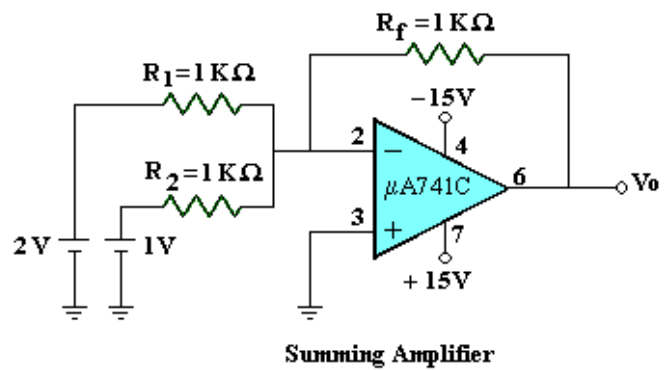 Rf=1 KΩ
R1=1 KΩ
−15V
2
−
4
R2=1 KΩ
μA741C
6
Vo
3
+
7
2V
1V
+15V
Summing Amplifier